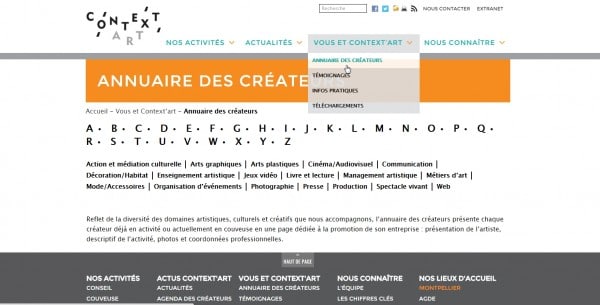 Recherche
NOUS CONTACTER
EXTRANET
CONTEXT'
ART
NOS ACTIVITÉS
ACTUALITÉS
VOUS ET CONTEXT'ART
NOUS CONNAÎTRE
ANNUAIRE DES CRÉATEURS
TÉMOIGNAGES
INFOS PRATIQUES
TÉLÉCHARGEMENTS
ANNUAIRE DES CRÉATEURS
Accueil – Vous et Context'art – Annuaire des créateurs
A • B • C • D • E • F • G • H • I • J • K • L • M • N • O • P • Q •
R • S • T • U • V • W • X • Y • Z
Action et médiation culturelle | Arts graphiques | Arts plastiques | Cinéma/Audiovisuel | Communication |
Décoration/Habitat | Enseignement artistique | Jeux vidéo | Livre et lecture | Management artistique | Métiers d'art |
Mode/Accessoires | Organisation d'événements | Photographie | Presse | Production | Spectacle vivant | Web
Reflet de la diversité des domaines artistiques, culturels et créatifs que nous accompagnons, l'annuaire des créateurs présente chaque
créateur déjà en activité ou actuellement en couveuse en une page dédiée à la promotion de son entreprise : présentation de l'artiste,
descriptif de l'activité, photos et coordonnées professionnelles.
HAUT DE PAGE
NOS ACTIVITÉS
ACTUS CONTEXT'ART
VOUS ET CONTEXT'ART
NOUS CONNAÎTRE
NOS LIEUX D'ACCUEIL
CONSEIL
ACTUALITÉS
ANNUAIRE DES CRÉATEURS
L'ÉQUIPE
MONTPELLIER
COUVEUSE
AGENDA DES CRÉATEURS
TÉMOIGNAGES
LES CHIFFRES CLÉS
AGDE